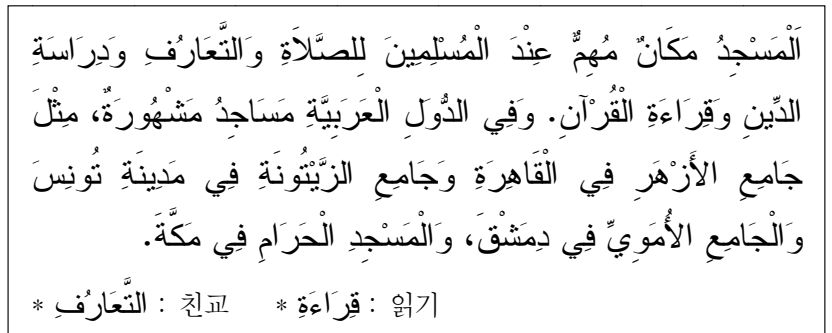 اَلْمَسْجِدُ مَكَانٌ مُهِمٌّ عِنْدَ الْمُسْلِمِينَ لِلصَّلَاةِ وَالتَّعَارُفِ وَدِرَاسَةِ
الدِّينِ وَقِرَاءَةِ الْقُرْآنِ. وَفِي الدُّوَلِ الْعَرَبِيَّةِ مَسَاجِدُ مَشْهُورَةٌ، مِثْلَ
جَامِعِ الأَزْهَرِ فِي الْقَاهِرَةِ وَجَامِعِ الزَّيْتُونَةِ فِي مَدِينَةِ تُونِسَ
وَالْجَامِعِ الأُمَوِيِّ فِي دِمَشْقَ، وَالْمَسْجِدِ الْحَرَامِ فِي مَكَّةَ.
* التَّعَارُفِ : 친교 * قِرَاءَةِ : 읽기